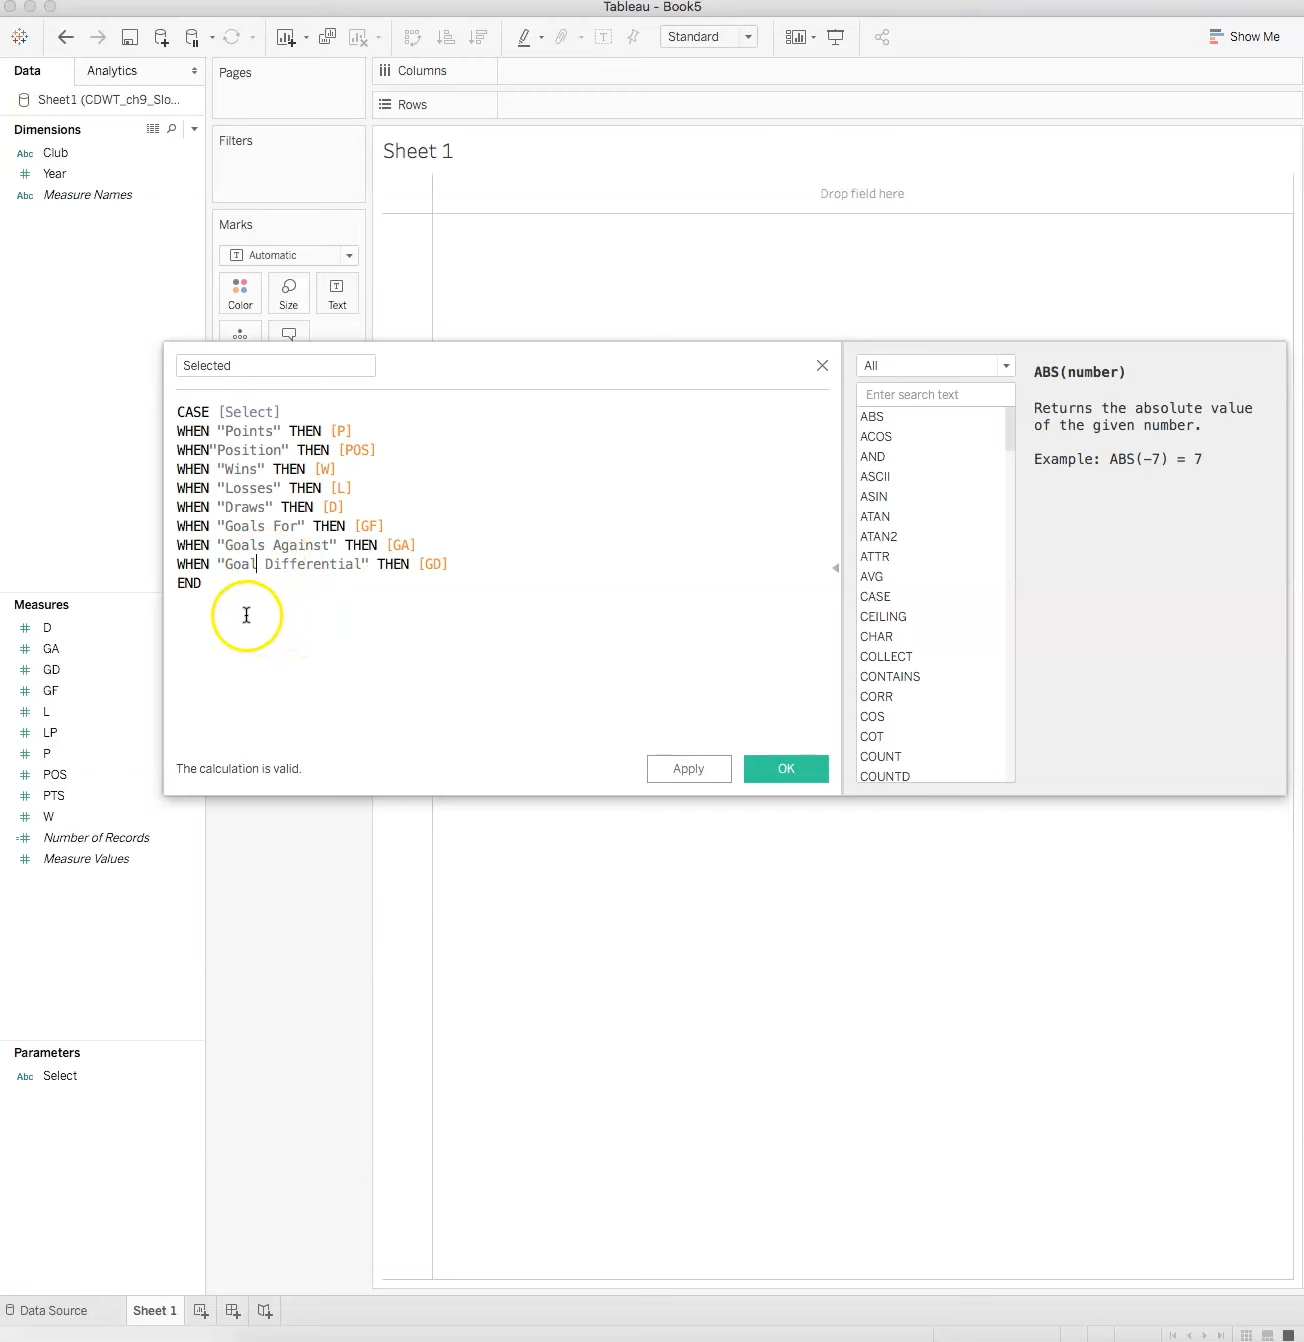 Tableau - Book5
Standard
Show Me
Data
Analytics
Sheet1 (CDWT_ch9_Slo...
Dimensions
Abc Club
# Year
Abc Measure Names
Pages
Filters
Marks
Automatic
Color
Size
Text
Columns
Rows
Sheet 1
Drop field here
Selected
CASE [Select]
WHEN "Points" THEN [P]
WHEN"Position" THEN [POS]
WHEN "Wins" THEN [W]
WHEN "Losses" THEN [L]
WHEN "Draws" THEN [D]
WHEN "Goals For" THEN [GF]
WHEN "Goals Against" THEN [GA]
WHEN "Goal Differential" THEN [GD]
END
The calculation is valid.
Apply
OK
All
Enter search text
ABS
ACOS
AND
ASCII
ASIN
ATAN
ATAN2
ATTR
AVG
CASE
CEILING
CHAR
COLLECT
CONTAINS
CORR
COS
COT
COUNT
COUNTD
ABS(number)
Returns the absolute value
of the given number.
Example: ABS(-7) = 7
Measures
# D
# GA
# GD
# GF
# L
# LP
# P
# POS
# PTS
# W
=# Number of Records
# Measure Values
Parameters
Abc Select
Data Source
Sheet 1